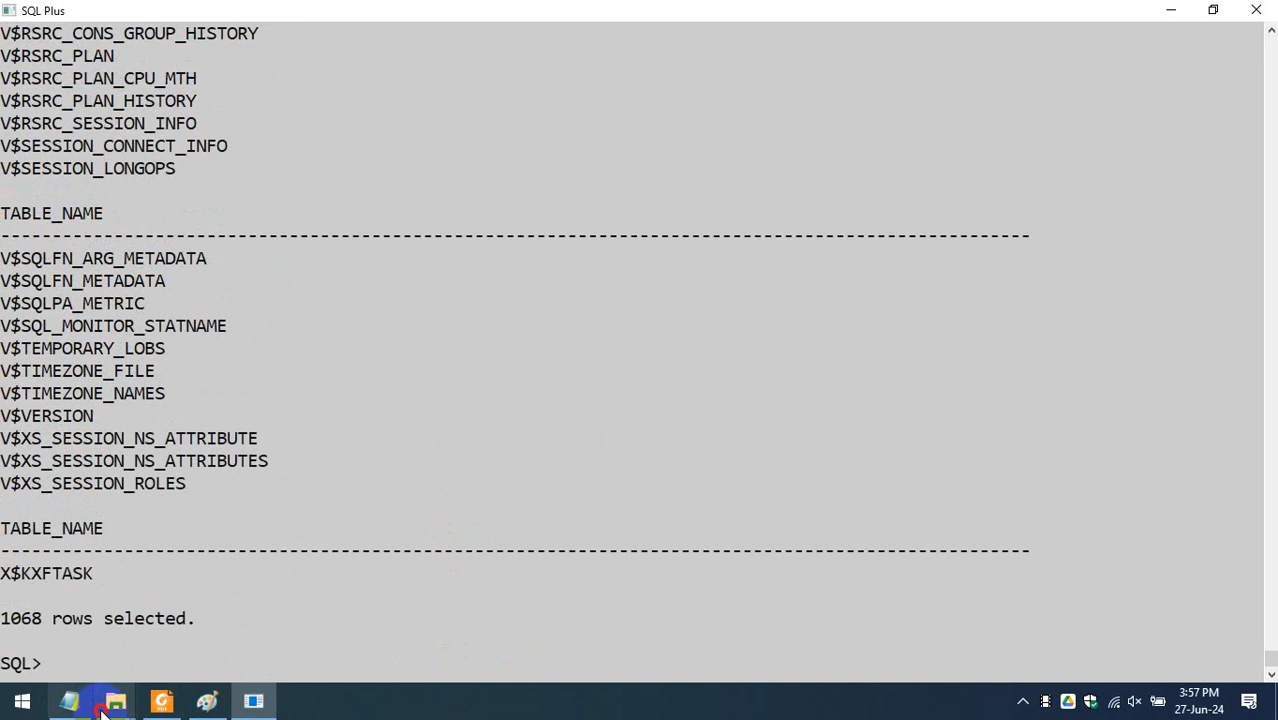 SQL Plus
V$RSRC_CONS_GROUP_HISTORY
V$RSRC_PLAN
V$RSRC_PLAN_CPU_MTH
V$RSRC_PLAN_HISTORY
V$RSRC_SESSION_INFO
V$SESSION_CONNECT_INFO
V$SESSION_LONGOPS
TABLE_NAME
----------------------------------------------------------------------------------------------------
V$SQLFN_ARG_METADATA
V$SQLFN_METADATA
V$SQLPA_METRIC
V$SQL_MONITOR_STATNAME
V$TEMPORARY_LOBS
V$TIMEZONE_FILE
V$TIMEZONE_NAMES
V$VERSION
V$XS_SESSION_NS_ATTRIBUTE
V$XS_SESSION_NS_ATTRIBUTES
V$XS_SESSION_ROLES
TABLE_NAME
----------------------------------------------------------------------------------------------------
X$KXFTASK
1068 rows selected.
SQL>
3:57 PM
27-Jun-24